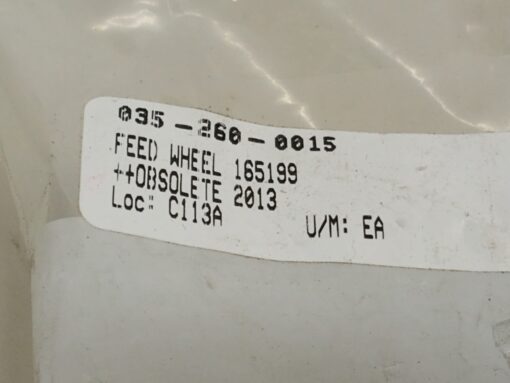 035-260-0015
FEED WHEEL 165199
++OBSOLETE 2013
Loc: C113A
U/M: EA